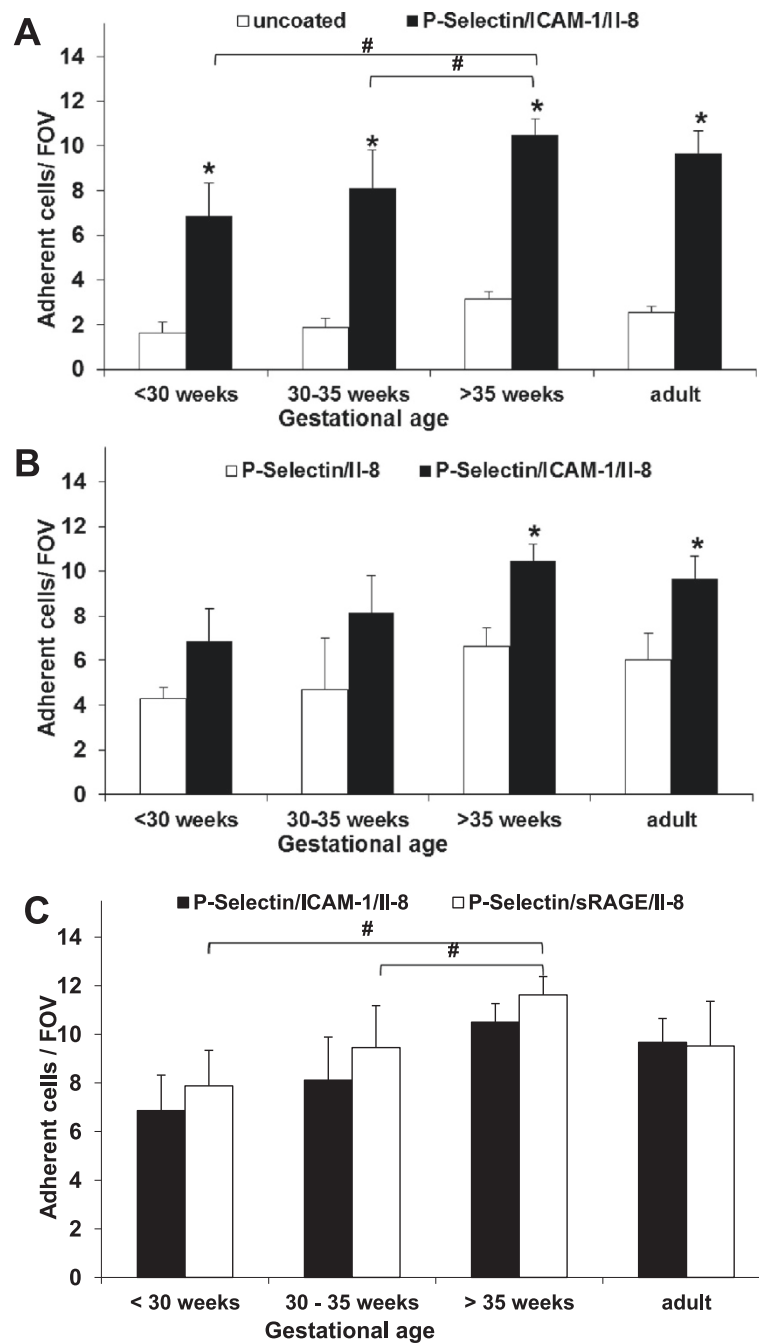 A
uncoated P-Selectin/ICAM-1/Il-8
#
#
14
12
10
8
6
4
2
0
* * * *
Adherent cells/ FOV
<30 weeks 30-35 weeks >35 weeks adult
Gestational age
B
P-Selectin/Il-8 P-Selectin/ICAM-1/Il-8
14
12
10
8
6
4
2
0
* *
Adherent cells/ FOV
<30 weeks 30-35 weeks >35 weeks adult
Gestational age
C
P-Selectin/ICAM-1/Il-8 P-Selectin/sRAGE/Il-8
#
#
14
12
10
8
6
4
2
0
Adherent cells / FOV
< 30 weeks 30 - 35 weeks > 35 weeks adult
Gestational age